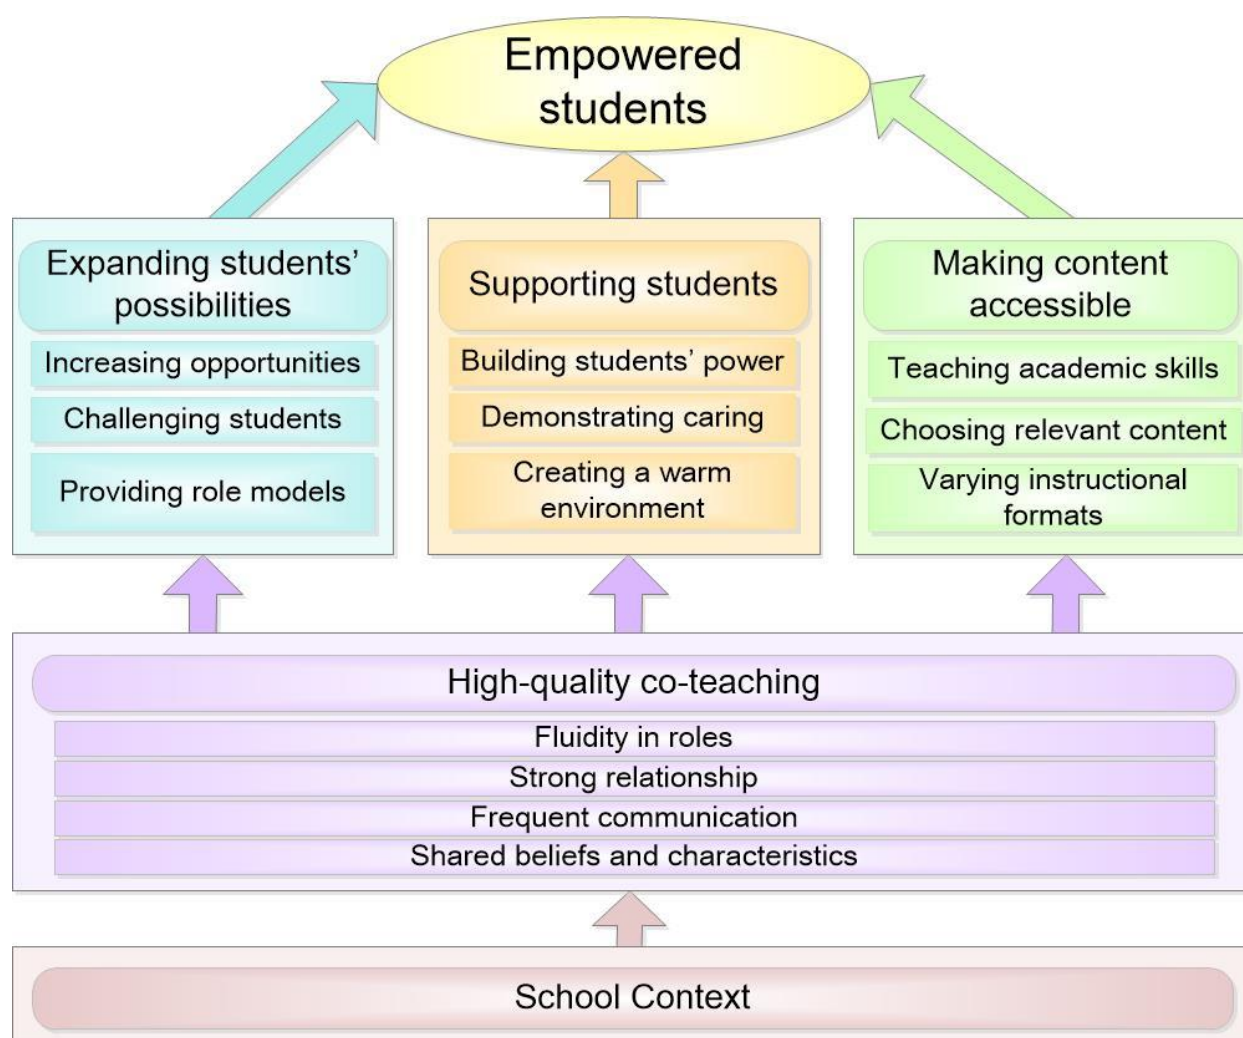 Empowered
students
Expanding students’
possibilities
Increasing opportunities
Challenging students
Providing role models
Supporting students
Building students’ power
Demonstrating caring
Creating a warm
environment
Making content
accessible
Teaching academic skills
Choosing relevant content
Varying instructional
formats
High-quality co-teaching
Fluidity in roles
Strong relationship
Frequent communication
Shared beliefs and characteristics
School Context